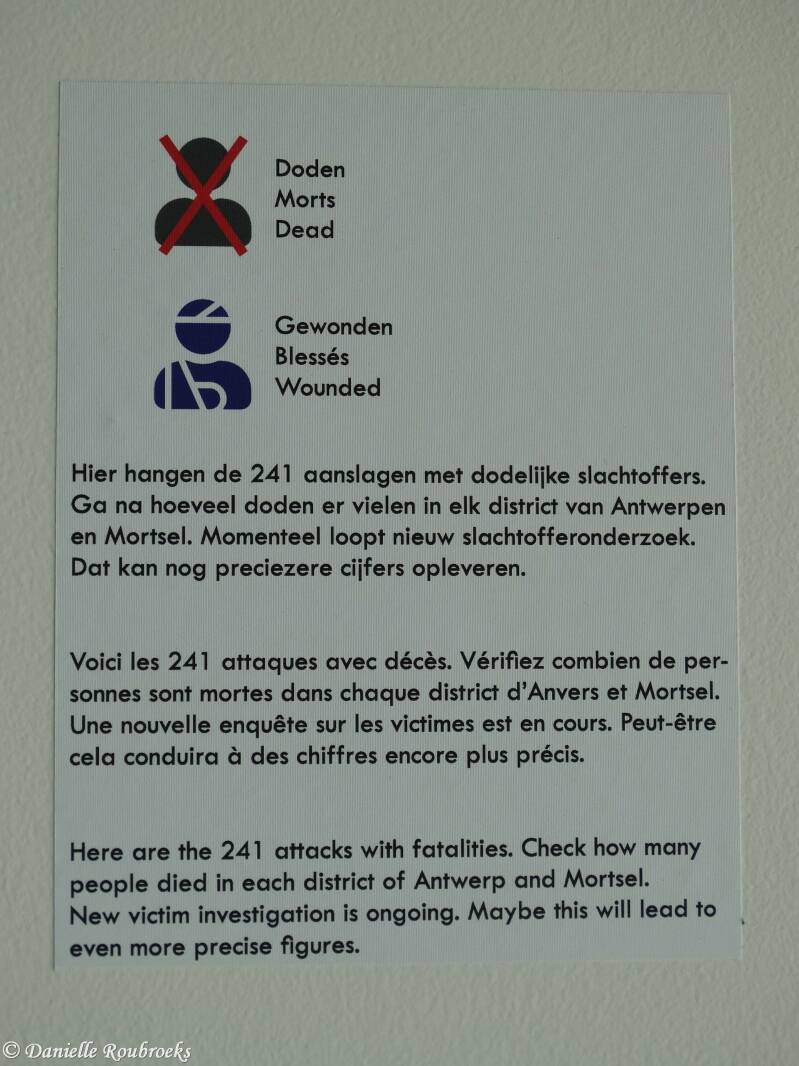 Doden
Morts
Dead
Gewonden
Blessés
Wounded
Hier hangen de 241 aanslagen met dodelijke slachtoffers.
Ga na hoeveel doden er vielen in elk district van Antwerpen
en Mortsel. Momenteel loopt nieuw slachtofferonderzoek.
Dat kan nog preciezere cijfers opleveren.
Voici les 241 attaques avec décès. Vérifiez combien de per-
sonnes sont mortes dans chaque district d'Anvers et Mortsel.
Une nouvelle enquête sur les victimes est en cours. Peut-être
cela conduira à des chiffres encore plus précis.
Here are the 241 attacks with fatalities. Check how many
people died in each district of Antwerp and Mortsel.
New victim investigation is ongoing. Maybe this will lead to
even more precise figures.
© Danielle Roubroeks